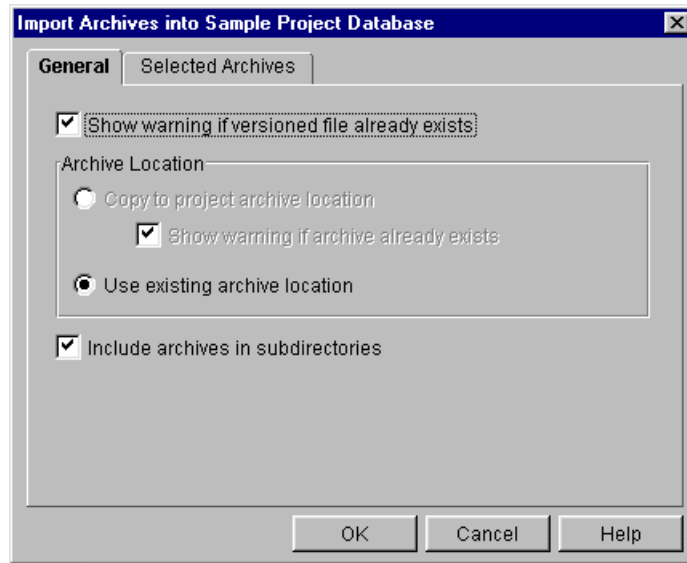 Import Archives into Sample Project Database
General
Selected Archives
Show warning if versioned file already exists
Archive Location
Copy to project archive location
Show warning if archive already exists
Use existing archive location
Include archives in subdirectories
OK
Cancel
Help